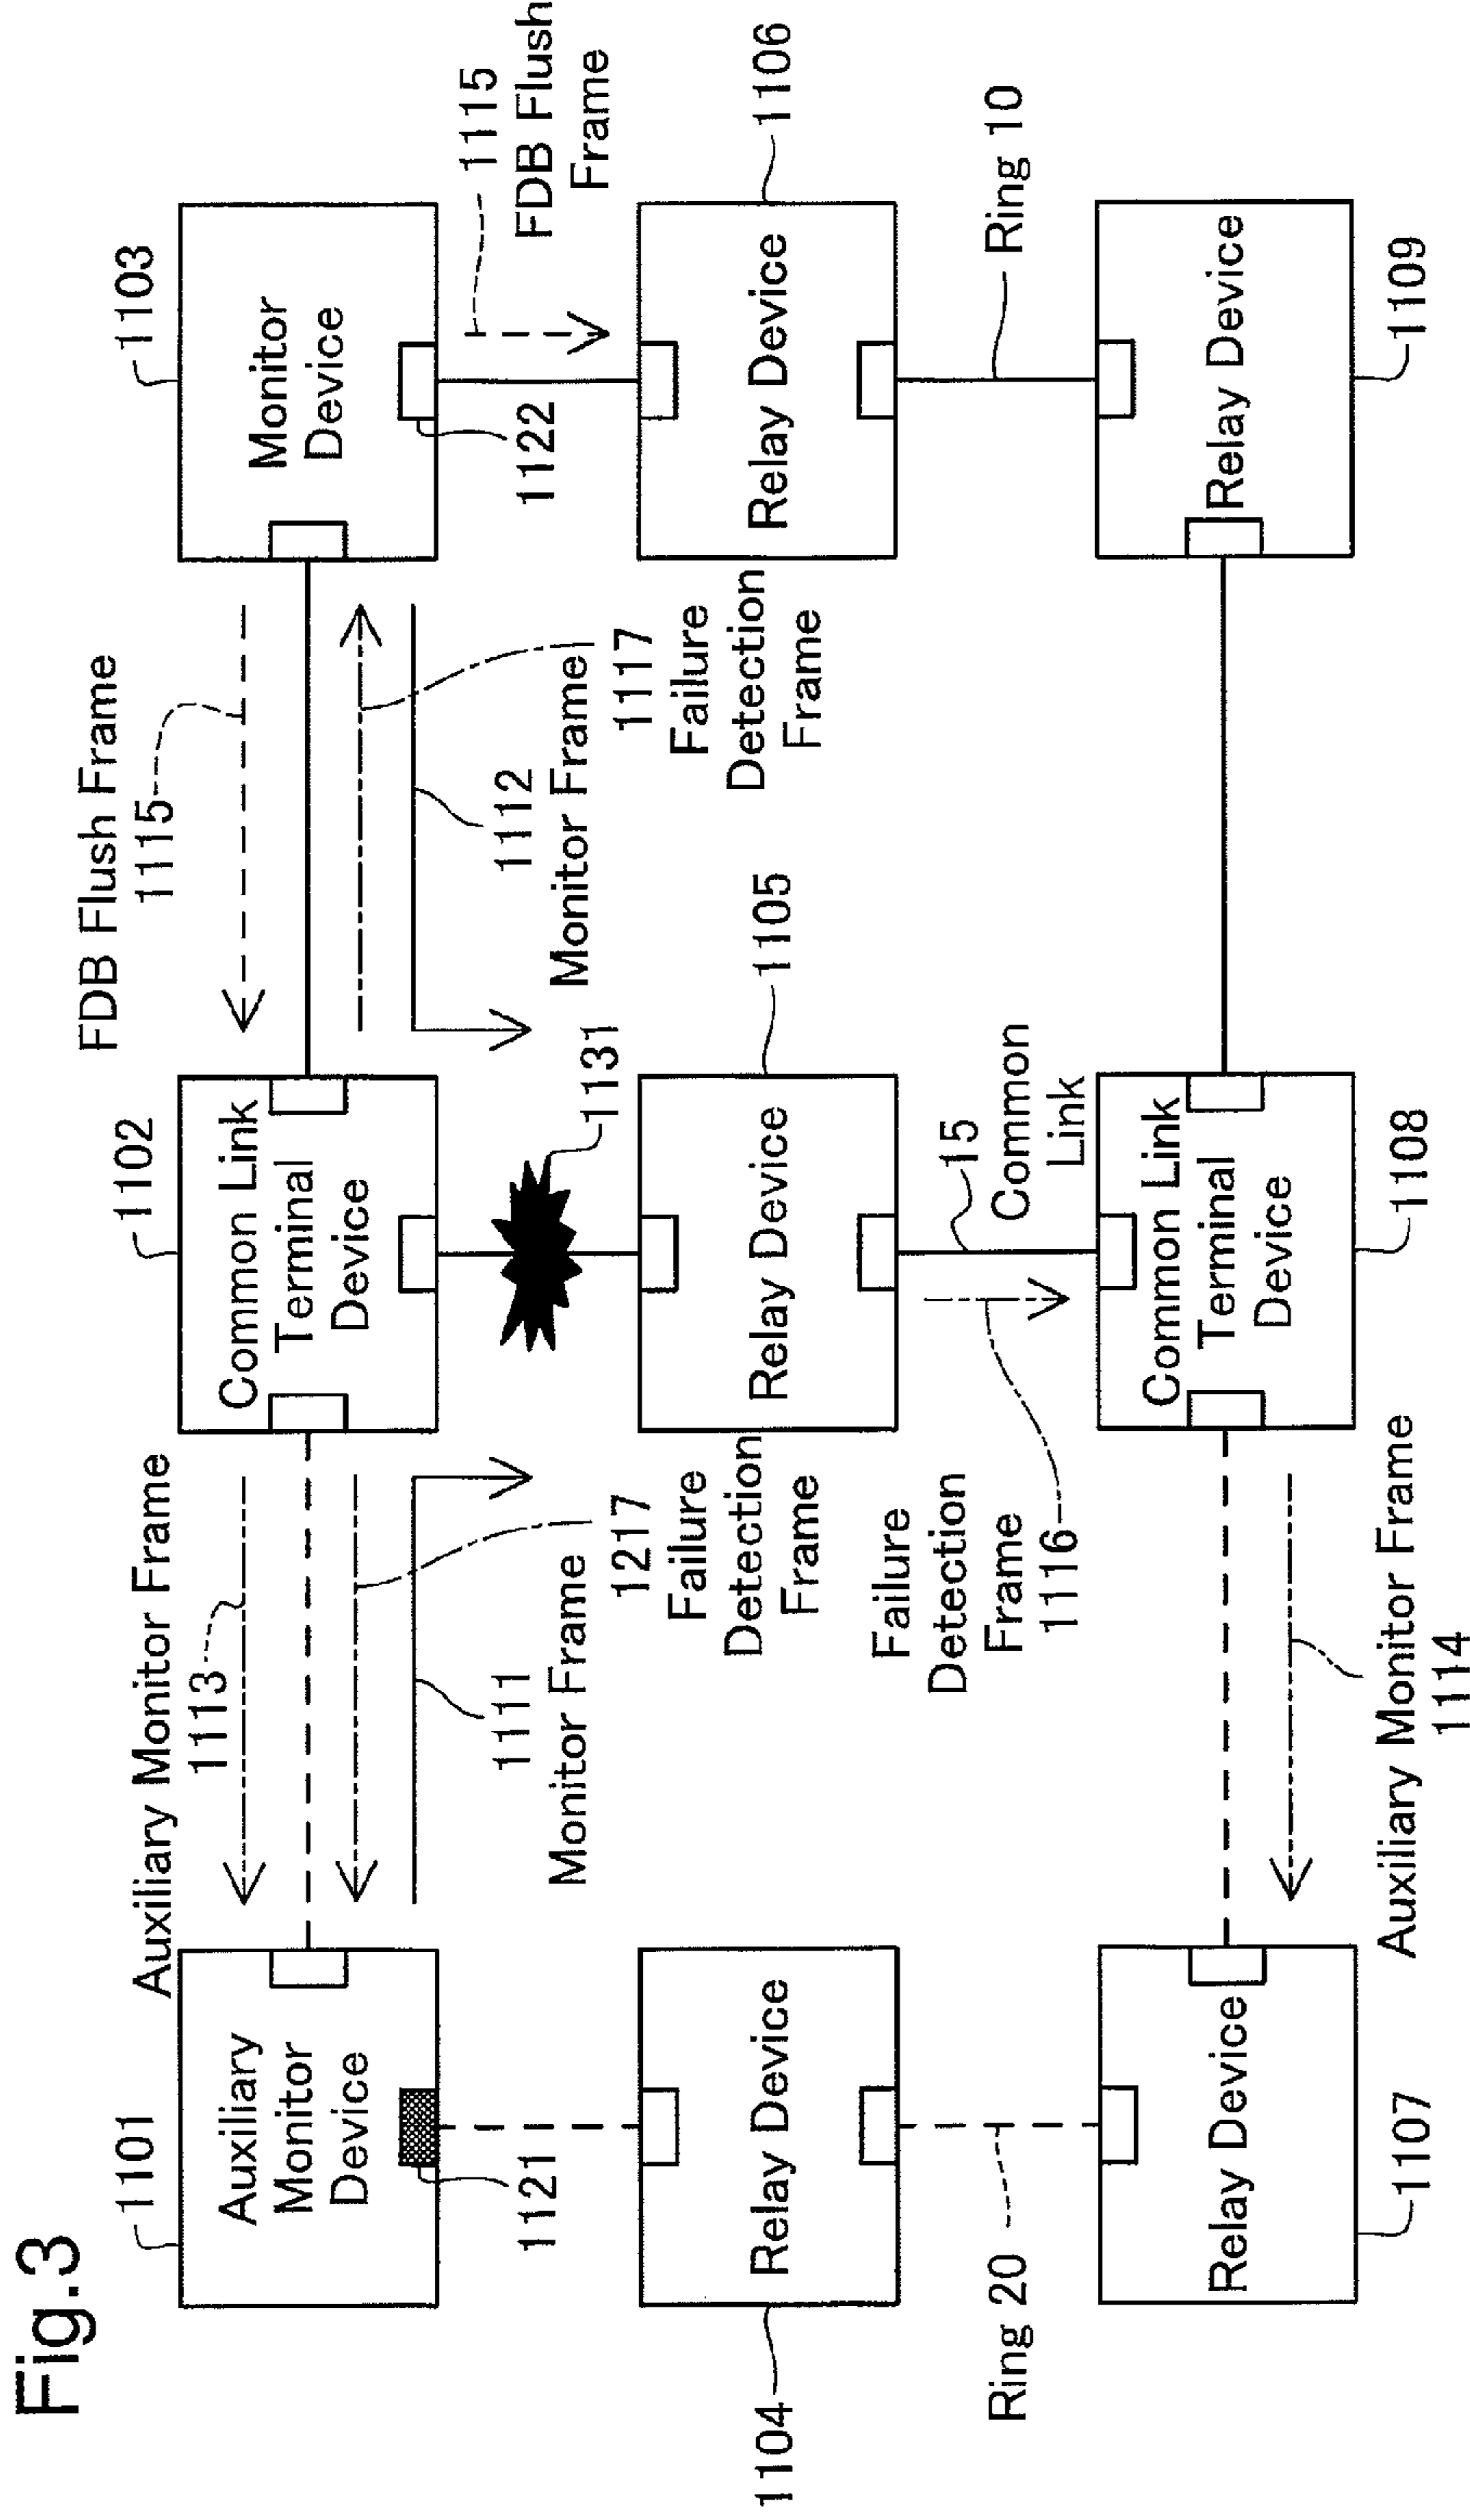 Fig.3
1101
Auxiliary
Monitor
Device
1121
Auxiliary Monitor Frame
1113
1217
Failure
Detection
Frame
1111
Monitor Frame
1102
Common Link
Terminal
Device
1131
FDB Flush Frame
1115
1117
Failure
Detection
Frame
1112
Monitor Frame
1103
Monitor
Device
1122
1115
FDB Flush
Frame
1104
Relay Device
1105
Relay Device
1106
Relay Device
Ring 20
Failure
Detection
Frame
1116
15
Common
Link
Ring 10
Relay Device
1107
Auxiliary Monitor Frame
1114
Common Link
Terminal
Device
1108
Relay Device
1109